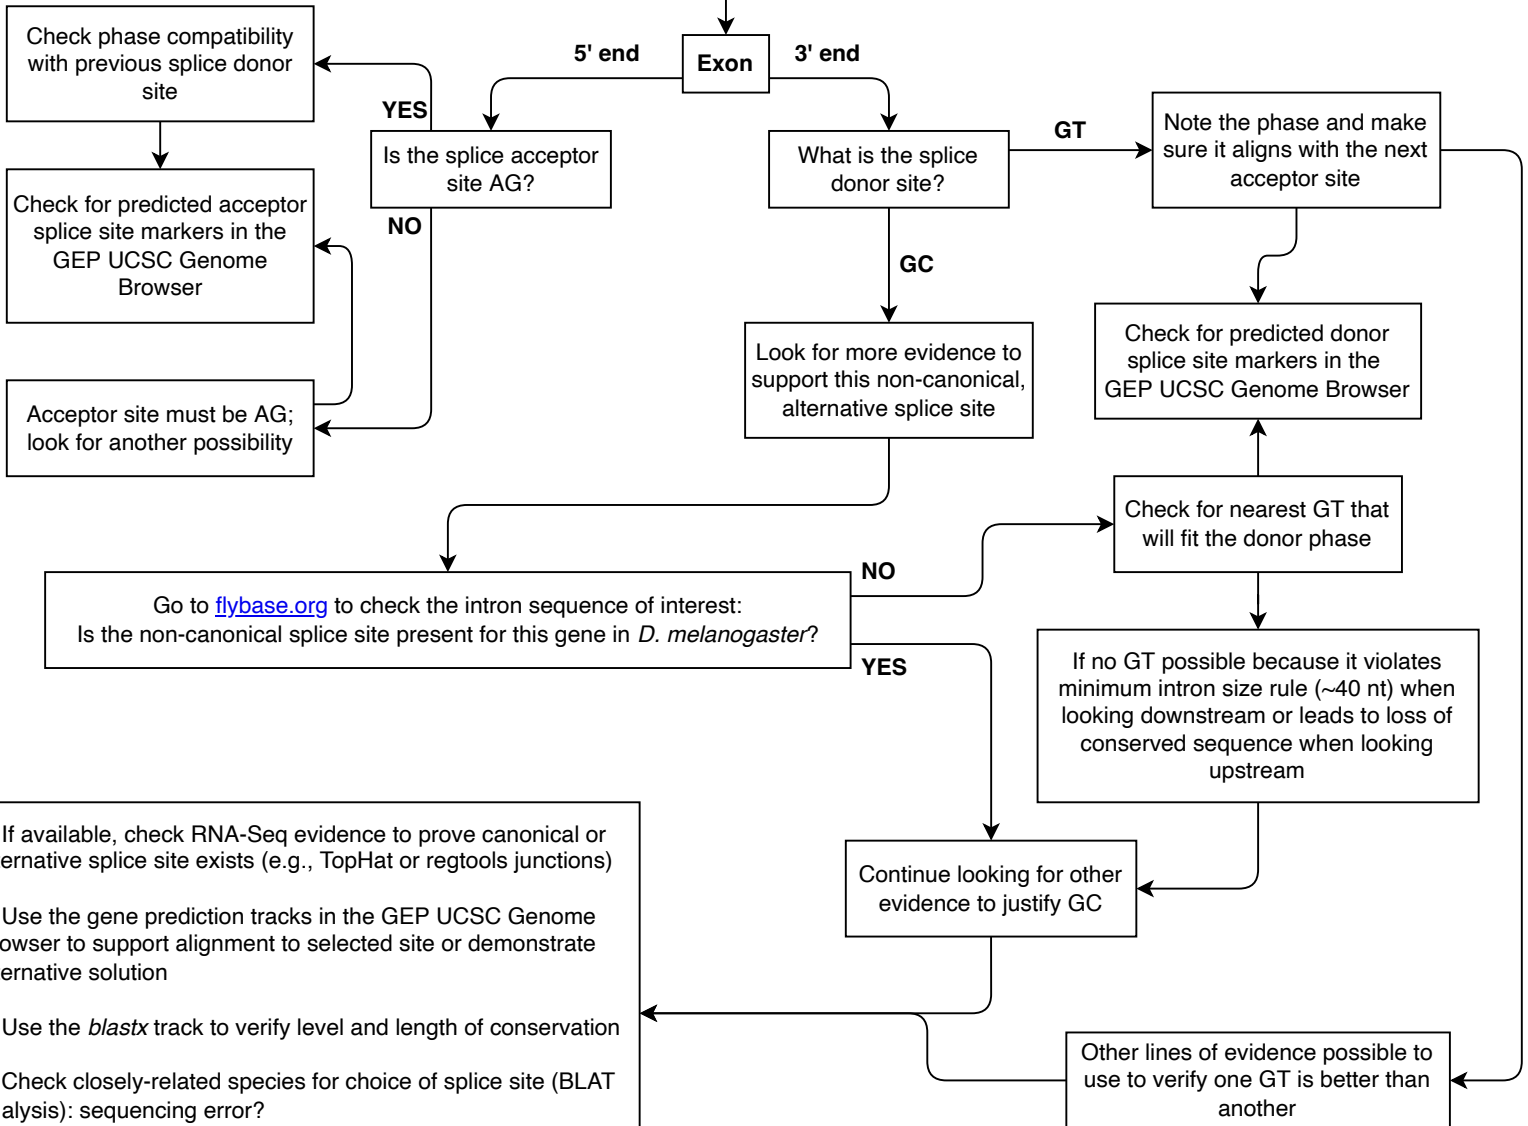 5' end
Exon
3' end
Check phase compatibility
with previous splice donor
site
YES
Is the splice acceptor
site AG?
NO
Check for predicted acceptor
splice site markers in the
GEP UCSC Genome
Browser
Acceptor site must be AG;
look for another possibility
What is the splice
donor site?
GT
Note the phase and make
sure it aligns with the next
acceptor site
GC
Look for more evidence to
support this non-canonical,
alternative splice site
Check for predicted donor
splice site markers in the
GEP UCSC Genome Browser
Check for nearest GT that
will fit the donor phase
Go to flybase.org to check the intron sequence of interest:
Is the non-canonical splice site present for this gene in D. melanogaster?
NO
YES
If no GT possible because it violates
minimum intron size rule (~40 nt) when
looking downstream or leads to loss of
conserved sequence when looking
upstream
Continue looking for other
evidence to justify GC
If available, check RNA-Seq evidence to prove canonical or
ernative splice site exists (e.g., TopHat or regtools junctions)
Use the gene prediction tracks in the GEP UCSC Genome
owser to support alignment to selected site or demonstrate
ernative solution
Use the blastx track to verify level and length of conservation
Check closely-related species for choice of splice site (BLAT
alysis): sequencing error?
Other lines of evidence possible to
use to verify one GT is better than
another